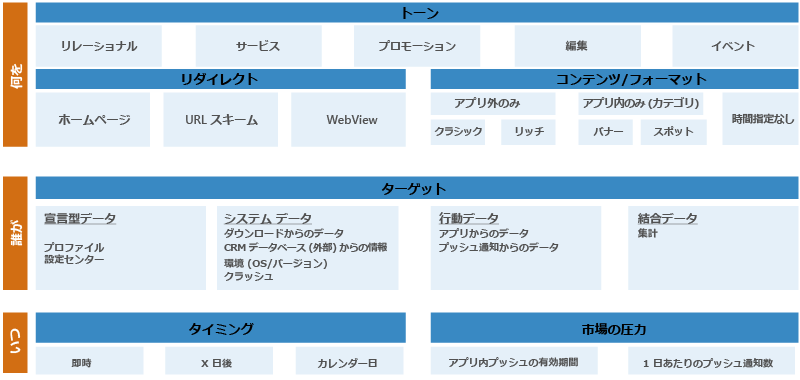 何を
トーン
リレーショナル
サービス
プロモーション
編集
イベント
リダイレクト
ホームページ
URL スキーム
WebView
コンテンツ/フォーマット
アプリ外のみ
アプリ内のみ (カテゴリ)
時間指定なし
クラシック
リッチ
バナー
スポット
誰が
ターゲット
宣言型データ
プロファイル
設定センター
システム データ
ダウンロードからのデータ
CRM データベース (外部) からの情報
環境 (OS/バージョン)
クラッシュ
行動データ
アプリからのデータ
プッシュ通知からのデータ
結合データ
集計
いつ
タイミング
即時
X 日後
カレンダー日
市場の圧力
アプリ内プッシュの有効期間
1 日あたりのプッシュ通知数